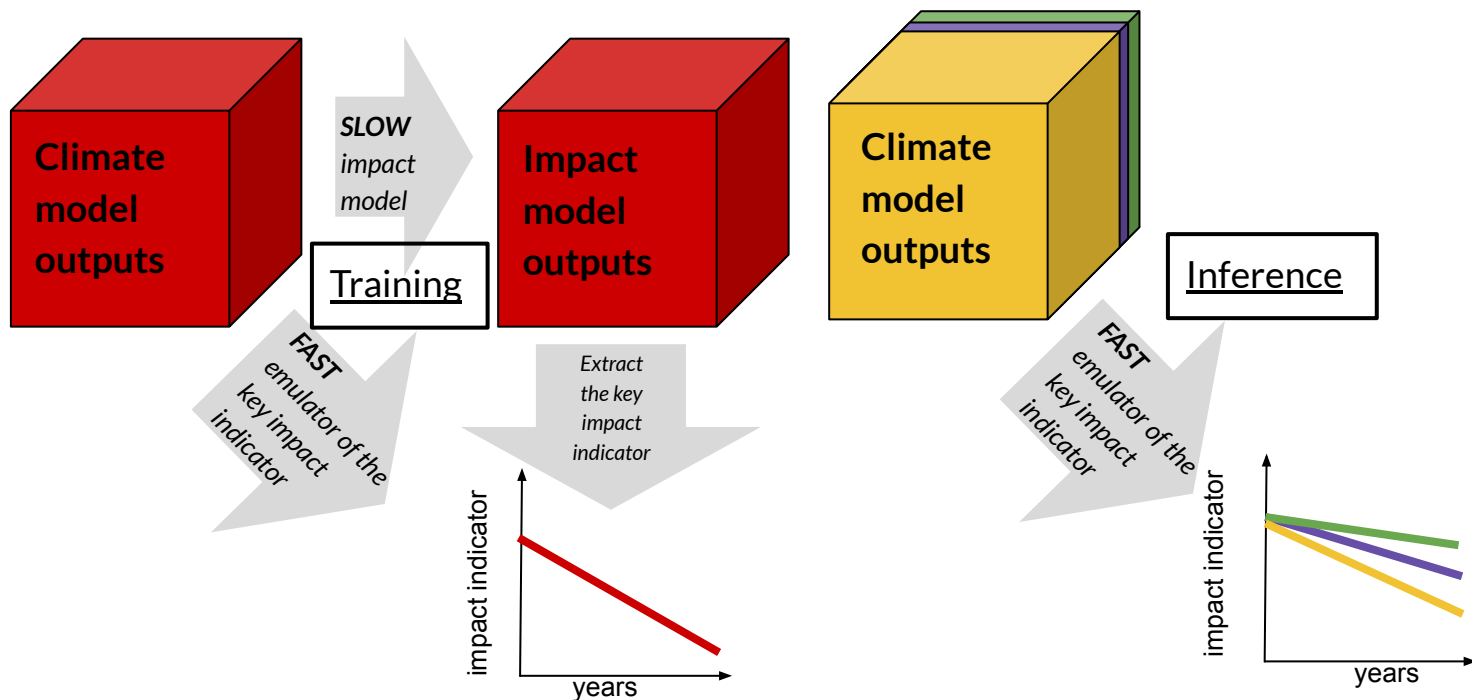 Climate
model
outputs
SLOW
impact
model
Training
Impact
model
outputs
FAST
emulator of the
key impact
indicator
Extract
the key
impact
indicator
impact indicator
years
Climate
model
outputs
Inference
FAST
emulator of the
key impact
indicator
impact indicator
years